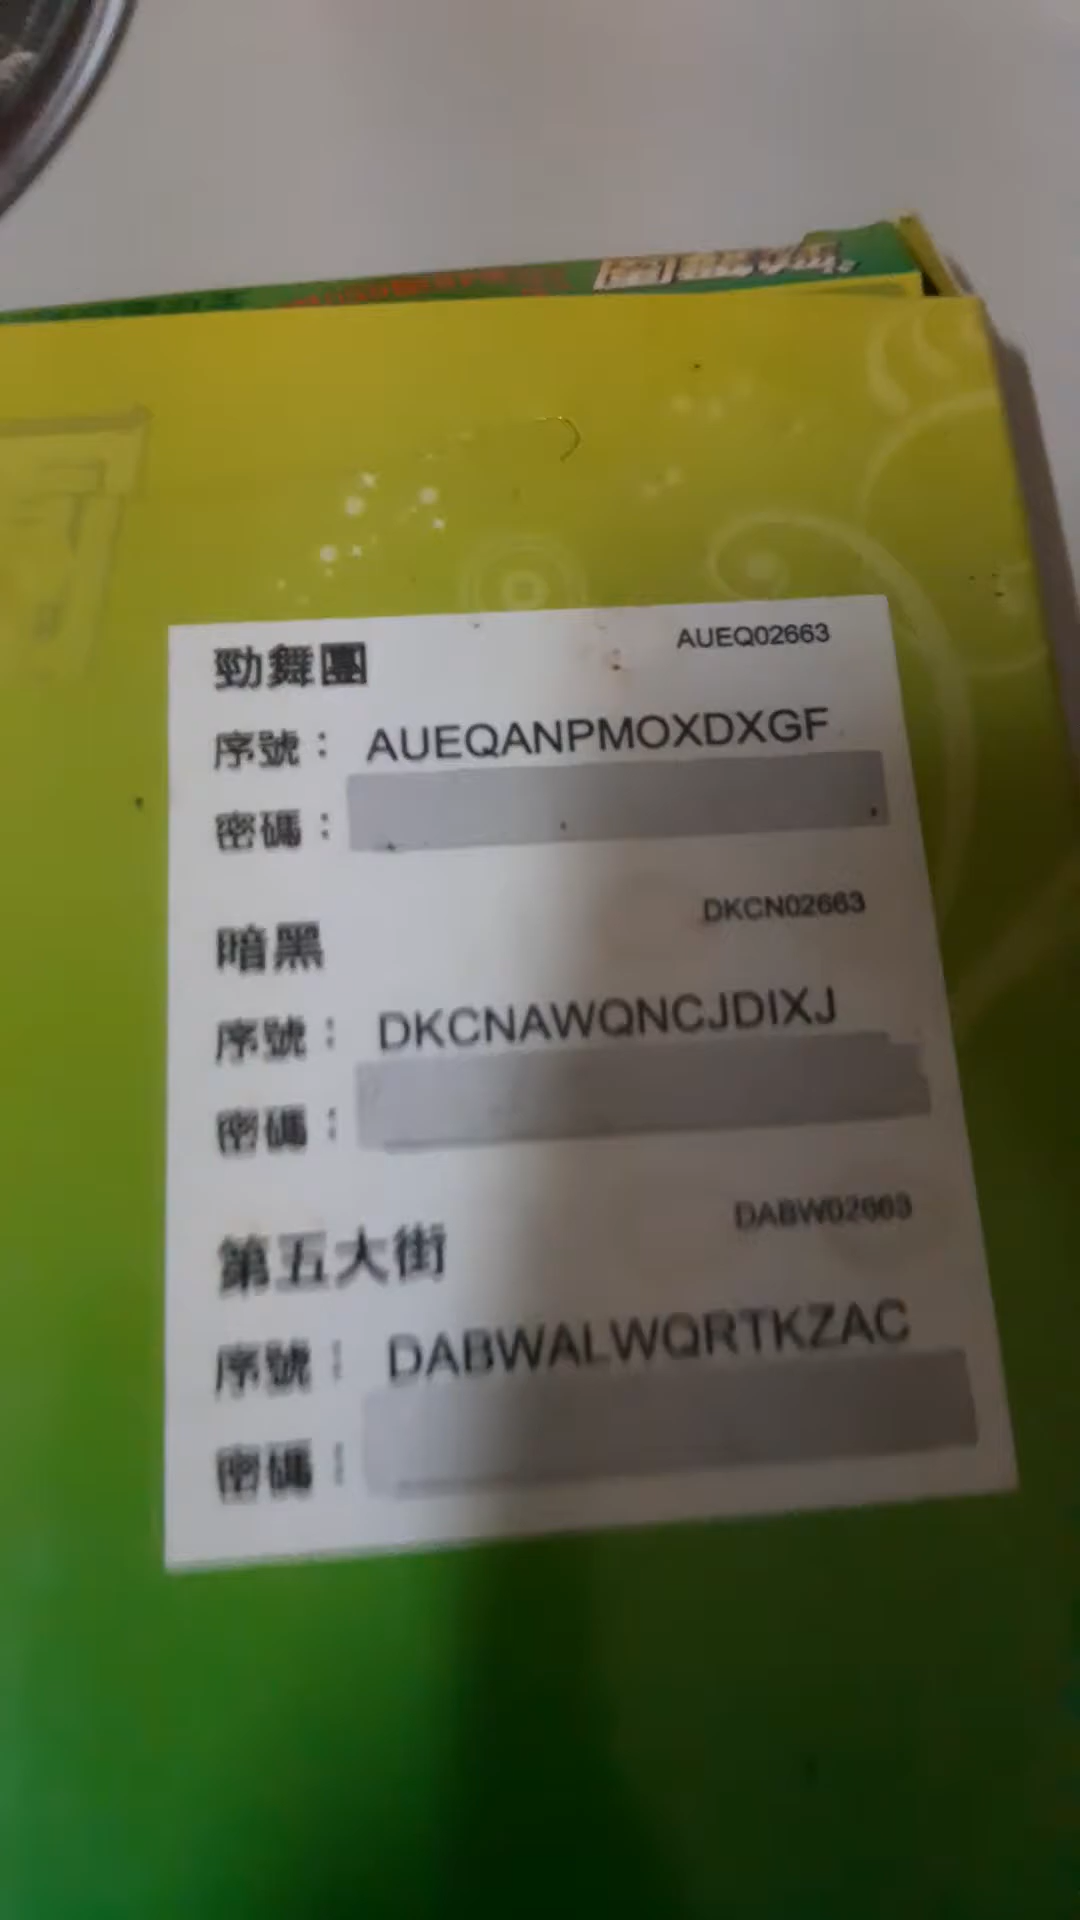 勁舞團
AUEQ02663
序號：AUEQANPMOXDXGF
密碼：
DKCN02663
暗黑
序號：DKCNAWQNCJDIXJ
密碼：
DABW02663
第五大街
序號：DABWALWQRTKZAC
密碼：